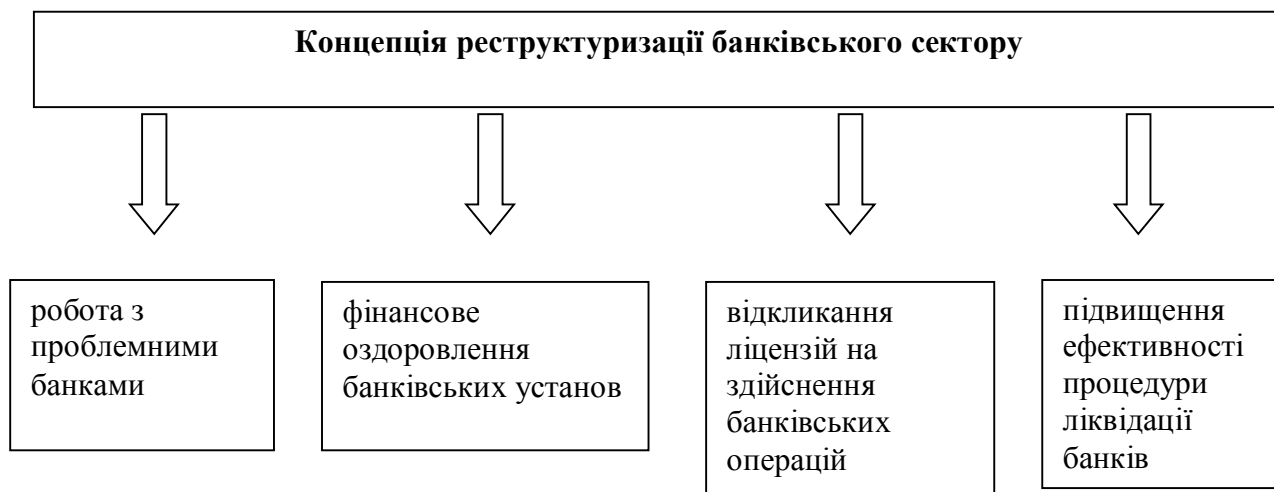 Концепція реструктуризації банківського сектору
робота з
проблемними
банками
фінансове
оздоровлення
банківських установ
відкликання
ліцензій на
здійснення
банківських
операцій
підвищення
ефективності
процедури
ліквідації
банків